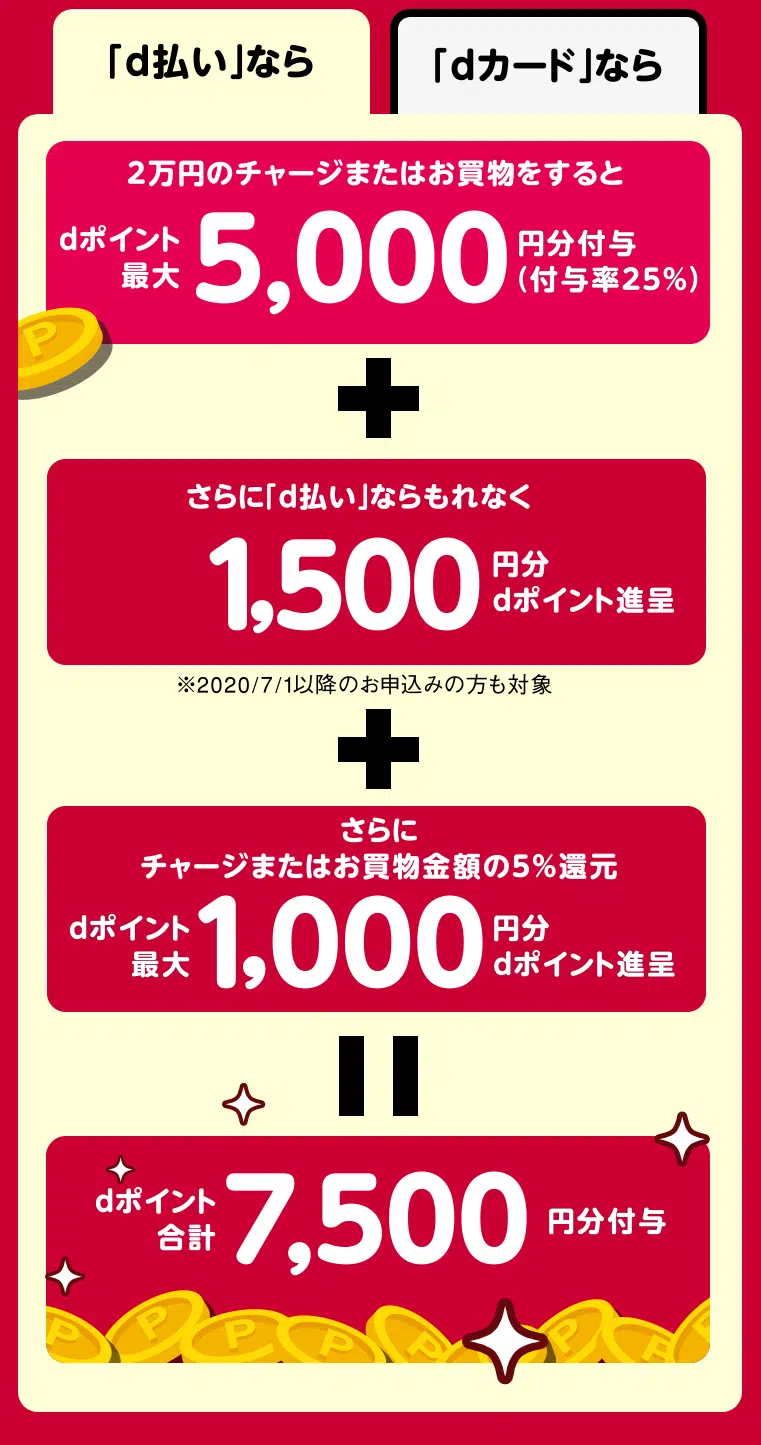 「d払い」なら
「dカード」なら
2万円のチャージまたはお買物をすると
dポイント
最大
5,000
円分付与
(付与率25%)
P
さらに「d払い」ならもれなく
1,500
円分
dポイント進呈
※2020/7/1以降のお申込みの方も対象
さらに
チャージまたはお買物金額の5%還元
dポイント
最大
1,000
円分
dポイント進呈
dポイント
合計
7,500
円分付与
P
P
P
P
P
P
P